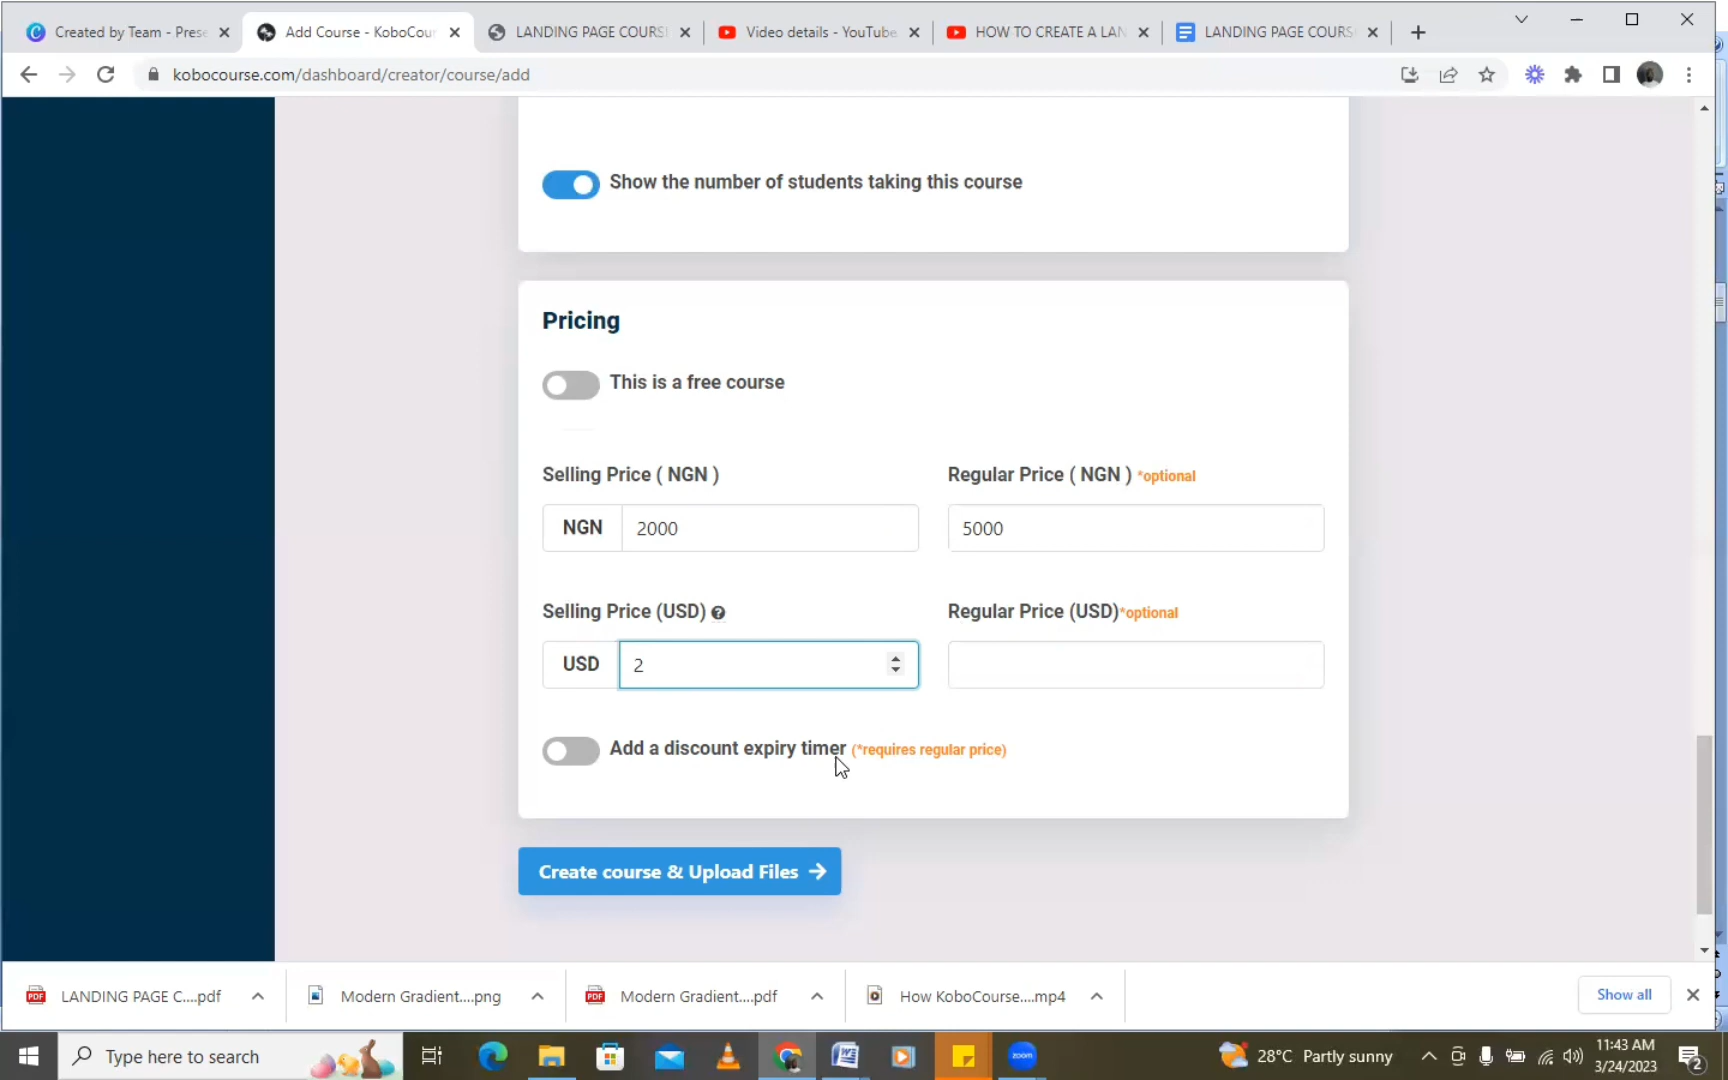 Created by Team - Prese
Add Course - KoboCour
LANDING PAGE COURSE
Video details - YouTube
HOW TO CREATE A LAN
LANDING PAGE COURS
kobocourse.com/dashboard/creator/course/add
Show the number of students taking this course
Pricing
This is a free course
Selling Price ( NGN )
Regular Price ( NGN ) *optional
NGN 2000
5000
Selling Price (USD)
Regular Price (USD)*optional
USD 2
Add a discount expiry timer (*requires regular price)
Create course & Upload Files
LANDING PAGE C....pdf
Modern Gradient....png
Modern Gradient....pdf
How KoboCourse....mp4
Show all
Type here to search
zoom
28°C Partly sunny
11:43 AM
3/24/2023
2